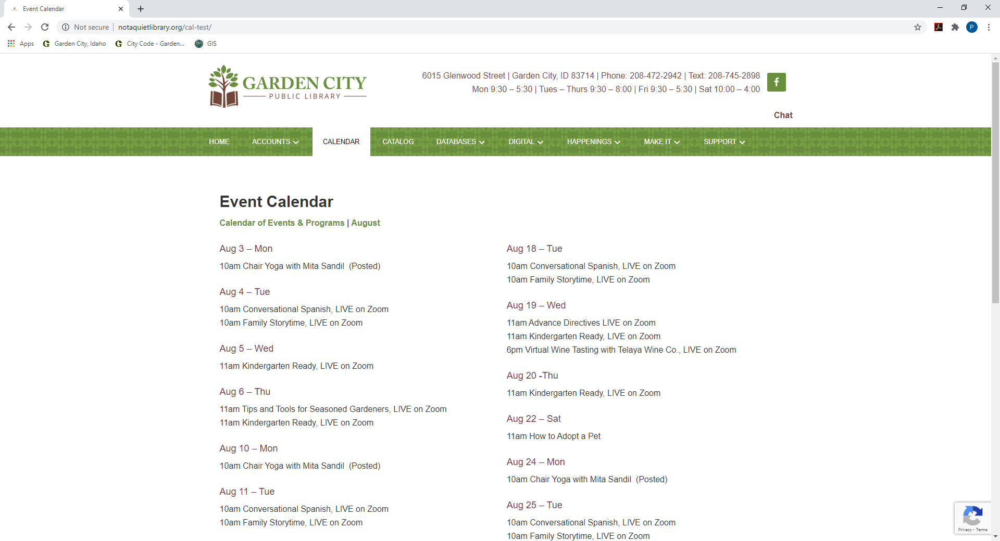 Event Calendar
Not secure | notaquietlibrary.org/cal-test/
P
Apps
Garden City, Idaho
City Code - Garden...
GIS
GARDEN CITY
PUBLIC LIBRARY
6015 Glenwood Street | Garden City, ID 83714 | Phone: 208-472-2942 | Text: 208-745-2898
Mon 9:30 – 5:30 | Tues – Thurs 9:30 – 8:00 | Fri 9:30 – 5:30 | Sat 10:00 – 4:00
Chat
HOME
ACCOUNTS
CALENDAR
CATALOG
DATABASES
DIGITAL
HAPPENINGS
MAKE IT
SUPPORT
Event Calendar
Calendar of Events & Programs | August
Aug 3 – Mon
10am Chair Yoga with Mita Sandil  (Posted)
Aug 4 – Tue
10am Conversational Spanish, LIVE on Zoom
10am Family Storytime, LIVE on Zoom
Aug 5 – Wed
11am Kindergarten Ready, LIVE on Zoom
Aug 6 – Thu
11am Tips and Tools for Seasoned Gardeners, LIVE on Zoom
11am Kindergarten Ready, LIVE on Zoom
Aug 10 – Mon
10am Chair Yoga with Mita Sandil  (Posted)
Aug 11 – Tue
10am Conversational Spanish, LIVE on Zoom
10am Family Storytime, LIVE on Zoom
Aug 18 – Tue
10am Conversational Spanish, LIVE on Zoom
10am Family Storytime, LIVE on Zoom
Aug 19 – Wed
11am Advance Directives LIVE on Zoom
11am Kindergarten Ready, LIVE on Zoom
6pm Virtual Wine Tasting with Telaya Wine Co., LIVE on Zoom
Aug 20 -Thu
11am Kindergarten Ready, LIVE on Zoom
Aug 22 – Sat
11am How to Adopt a Pet
Aug 24 – Mon
10am Chair Yoga with Mita Sandil  (Posted)
Aug 25 – Tue
10am Conversational Spanish, LIVE on Zoom
10am Family Storytime, LIVE on Zoom
Privacy - Terms